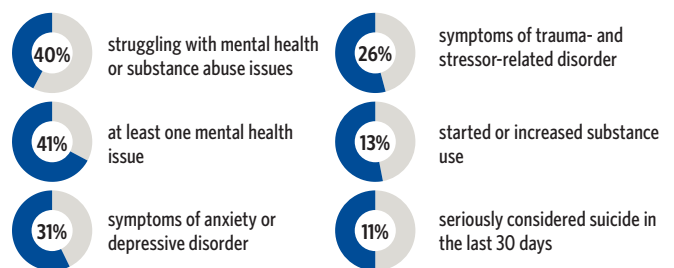 40%
struggling with mental health
or substance abuse issues
41%
at least one mental health
issue
31%
symptoms of anxiety or
depressive disorder
26%
symptoms of trauma- and
stressor-related disorder
13%
started or increased substance
use
11%
seriously considered suicide in
the last 30 days